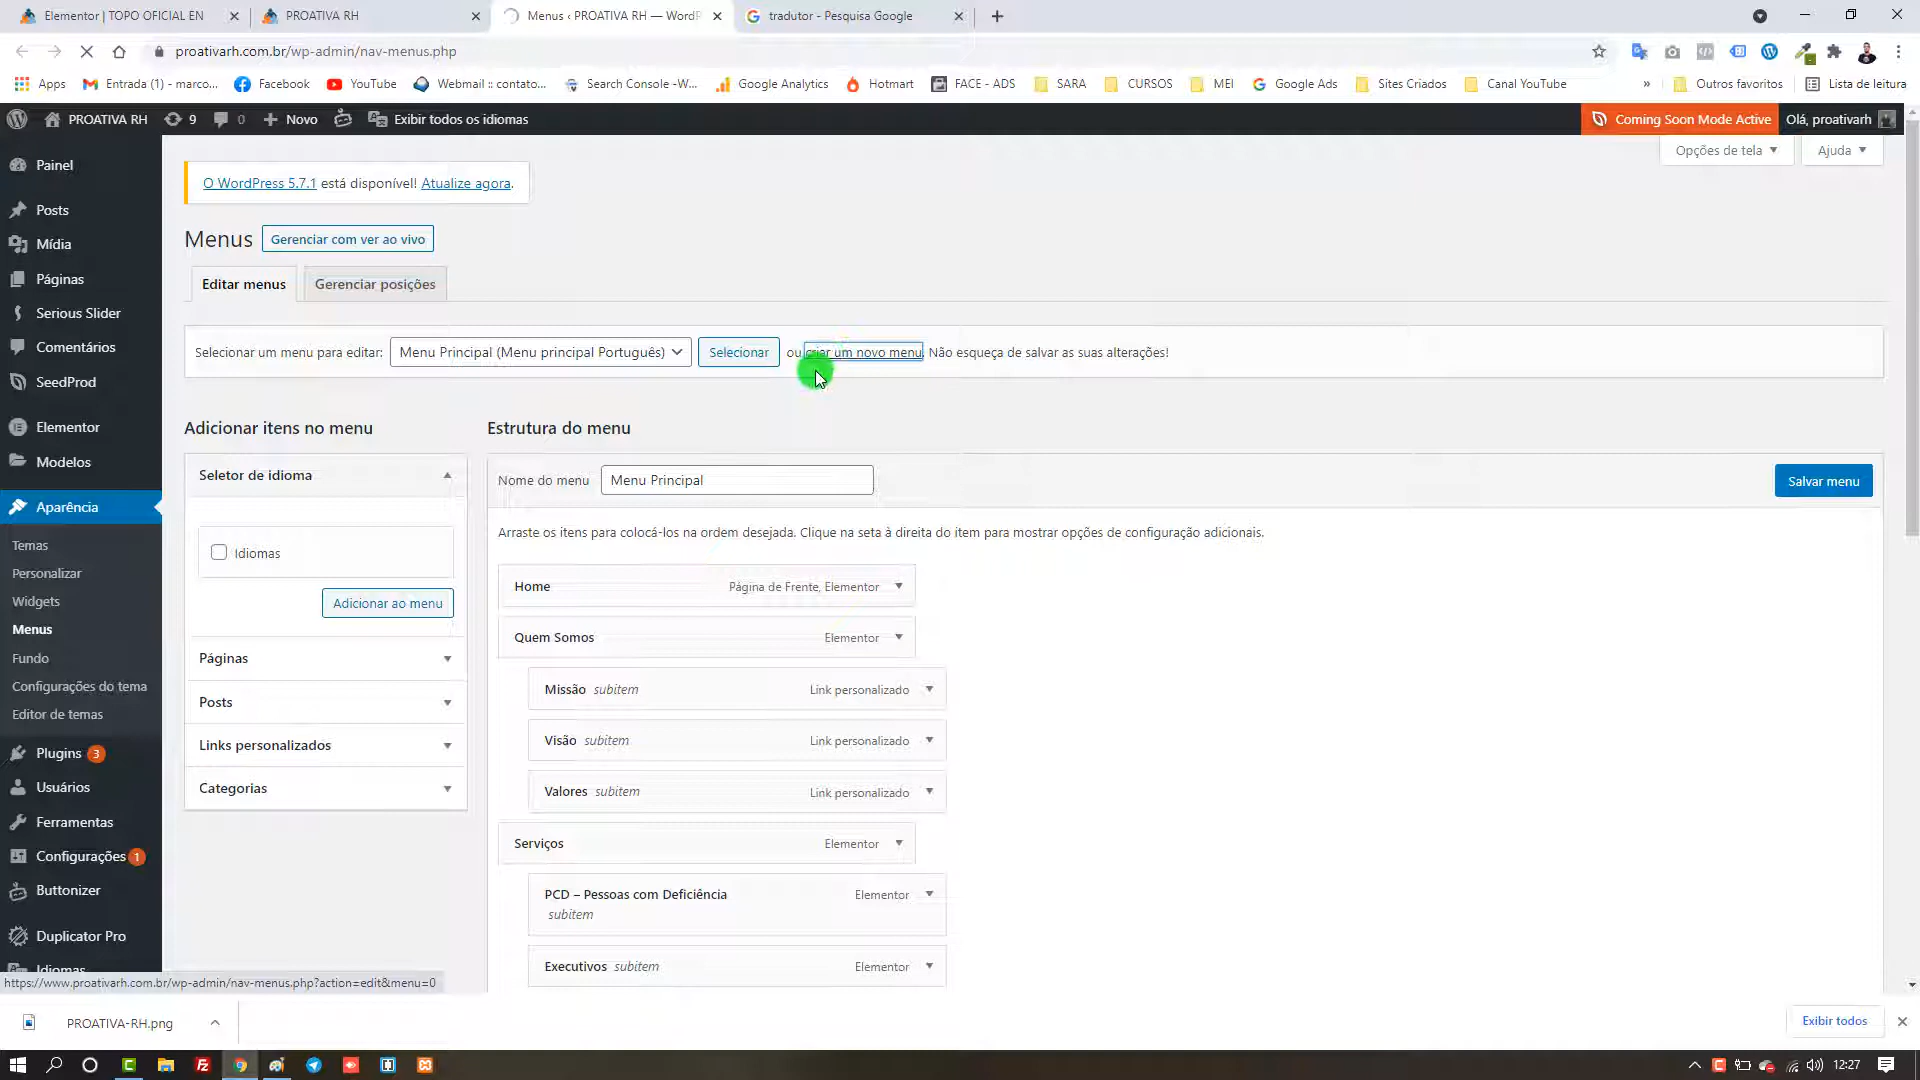 Elementor | TOPO OFICIAL EN
PROATIVA RH
Menus ‹ PROATIVA RH — WordP
tradutor - Pesquisa Google
proativarh.com.br/wp-admin/nav-menus.php
Apps
Entrada (1) - marco...
Facebook
YouTube
Webmail :: contato...
Search Console -W...
Google Analytics
Hotmart
FACE - ADS
SARA
CURSOS
MEI
Google Ads
Sites Criados
Canal YouTube
»
Outros favoritos
Lista de leitura
PROATIVA RH
9
0
Novo
Exibir todos os idiomas
Coming Soon Mode Active
Olá, proativarh
Opções de tela
Ajuda
Painel
Posts
Mídia
Páginas
Serious Slider
Comentários
SeedProd
Elementor
Modelos
Aparência
Temas
Personalizar
Widgets
Menus
Fundo
Configurações do tema
Editor de temas
Plugins 3
Usuários
Ferramentas
Configurações 1
Buttonizer
Duplicator Pro
Idiomas
O WordPress 5.7.1 está disponível! Atualize agora.
Menus
Gerenciar com ver ao vivo
Editar menus
Gerenciar posições
Selecionar um menu para editar: Menu Principal (Menu principal Português) Selecionar ou criar um novo menu. Não esqueça de salvar as suas alterações!
Adicionar itens no menu
Seletor de idioma
Idiomas
Adicionar ao menu
Páginas
Posts
Links personalizados
Categorias
Estrutura do menu
Nome do menu Menu Principal
Salvar menu
Arraste os itens para colocá-los na ordem desejada. Clique na seta à direita do item para mostrar opções de configuração adicionais.
Home Página de Frente, Elementor
Quem Somos Elementor
Missão subitem Link personalizado
Visão subitem Link personalizado
Valores subitem Link personalizado
Serviços Elementor
PCD – Pessoas com Deficiência Elementor
subitem
Executivos subitem Elementor
https://www.proativarh.com.br/wp-admin/nav-menus.php?action=edit&menu=0
PROATIVA-RH.png
Exibir todos
12:27